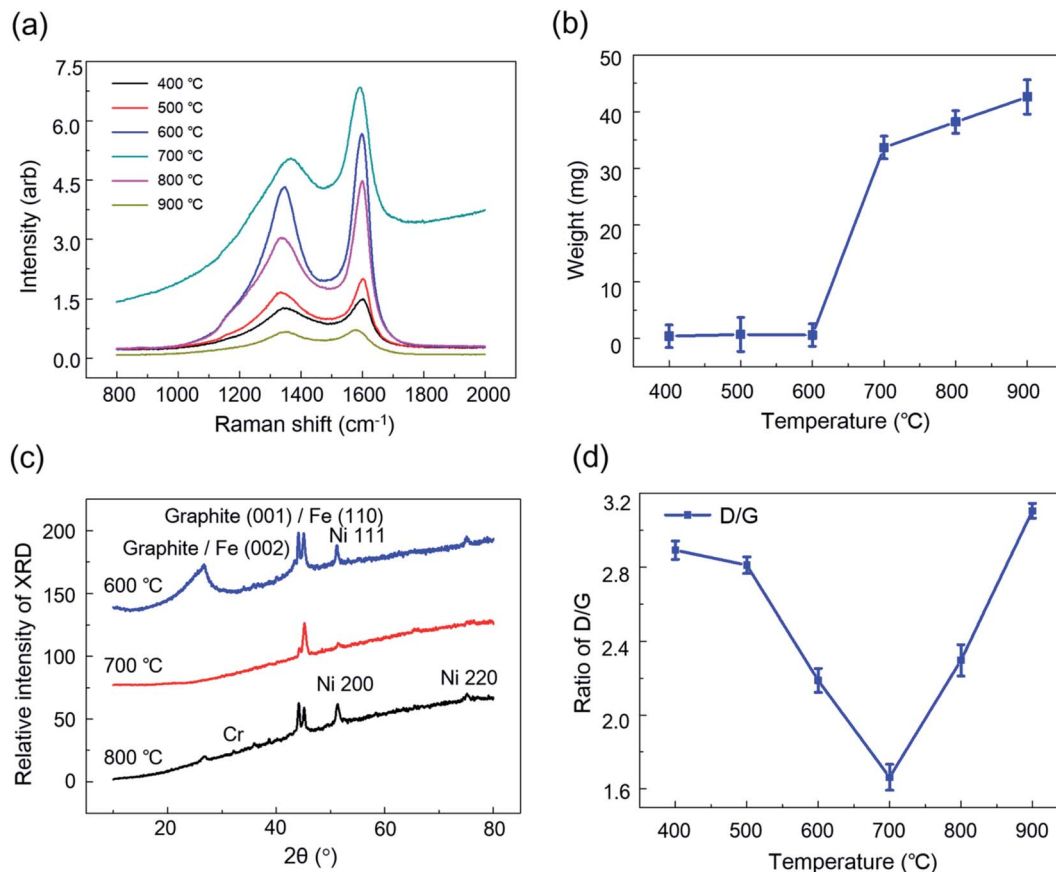 (a)
7.5
6.0
4.5
3.0
1.5
0.0
Intensity (arb)
400 ℃
500 ℃
600 ℃
700 ℃
800 ℃
900 ℃
800 1000 1200 1400 1600 1800 2000
Raman shift (cm⁻¹)
(b)
50
40
30
20
10
0
Weight (mg)
400 500 600 700 800 900
Temperature (℃)
(c)
200
150
100
50
0
Relative intensity of XRD
Graphite (001) / Fe (110)
Graphite / Fe (002)
Ni 111
600 ℃
700 ℃
Ni 200
Ni 220
Cr
800 ℃
20 40 60 80
2θ (°)
(d)
3.2
2.8
2.4
2.0
1.6
Ratio of D/G
D/G
400 500 600 700 800 900
Temperature (℃)